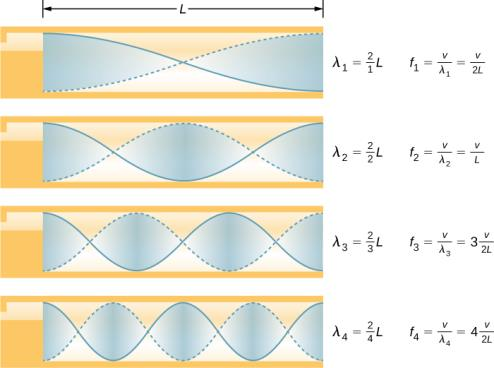 L
λ₁ = 2/1 L f₁ = v/λ₁ = v/2L
λ₂ = 2/2 L f₂ = v/λ₂ = v/L
λ₃ = 2/3 L f₃ = v/λ₃ = 3 v/2L
λ₄ = 2/4 L f₄ = v/λ₄ = 4 v/2L